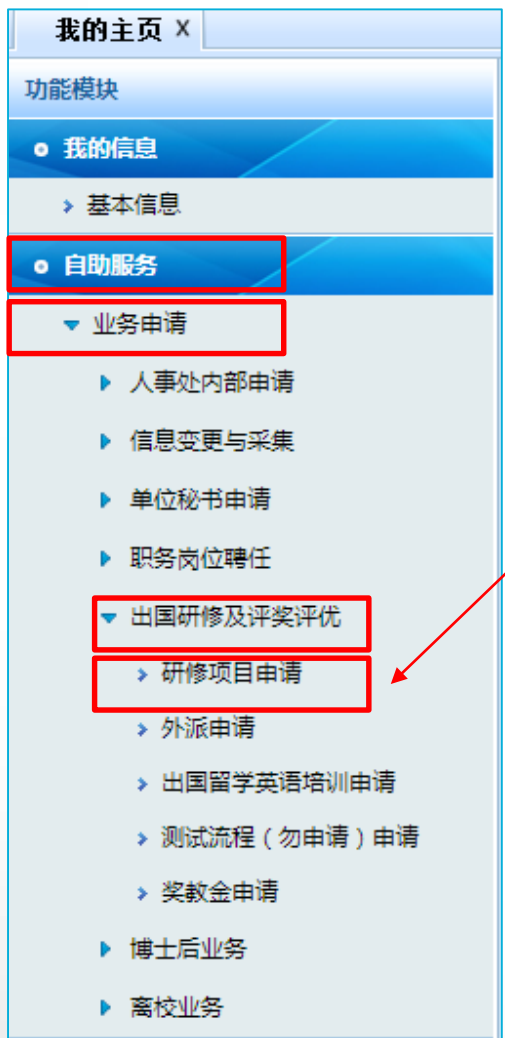 我的主页 X
功能模块
我的信息
基本信息
自助服务
业务申请
人事处内部申请
信息变更与采集
单位秘书申请
职务岗位聘任
出国研修及评奖评优
研修项目申请
外派申请
出国留学英语培训申请
测试流程（勿申请）申请
奖教金申请
博士后业务
离校业务